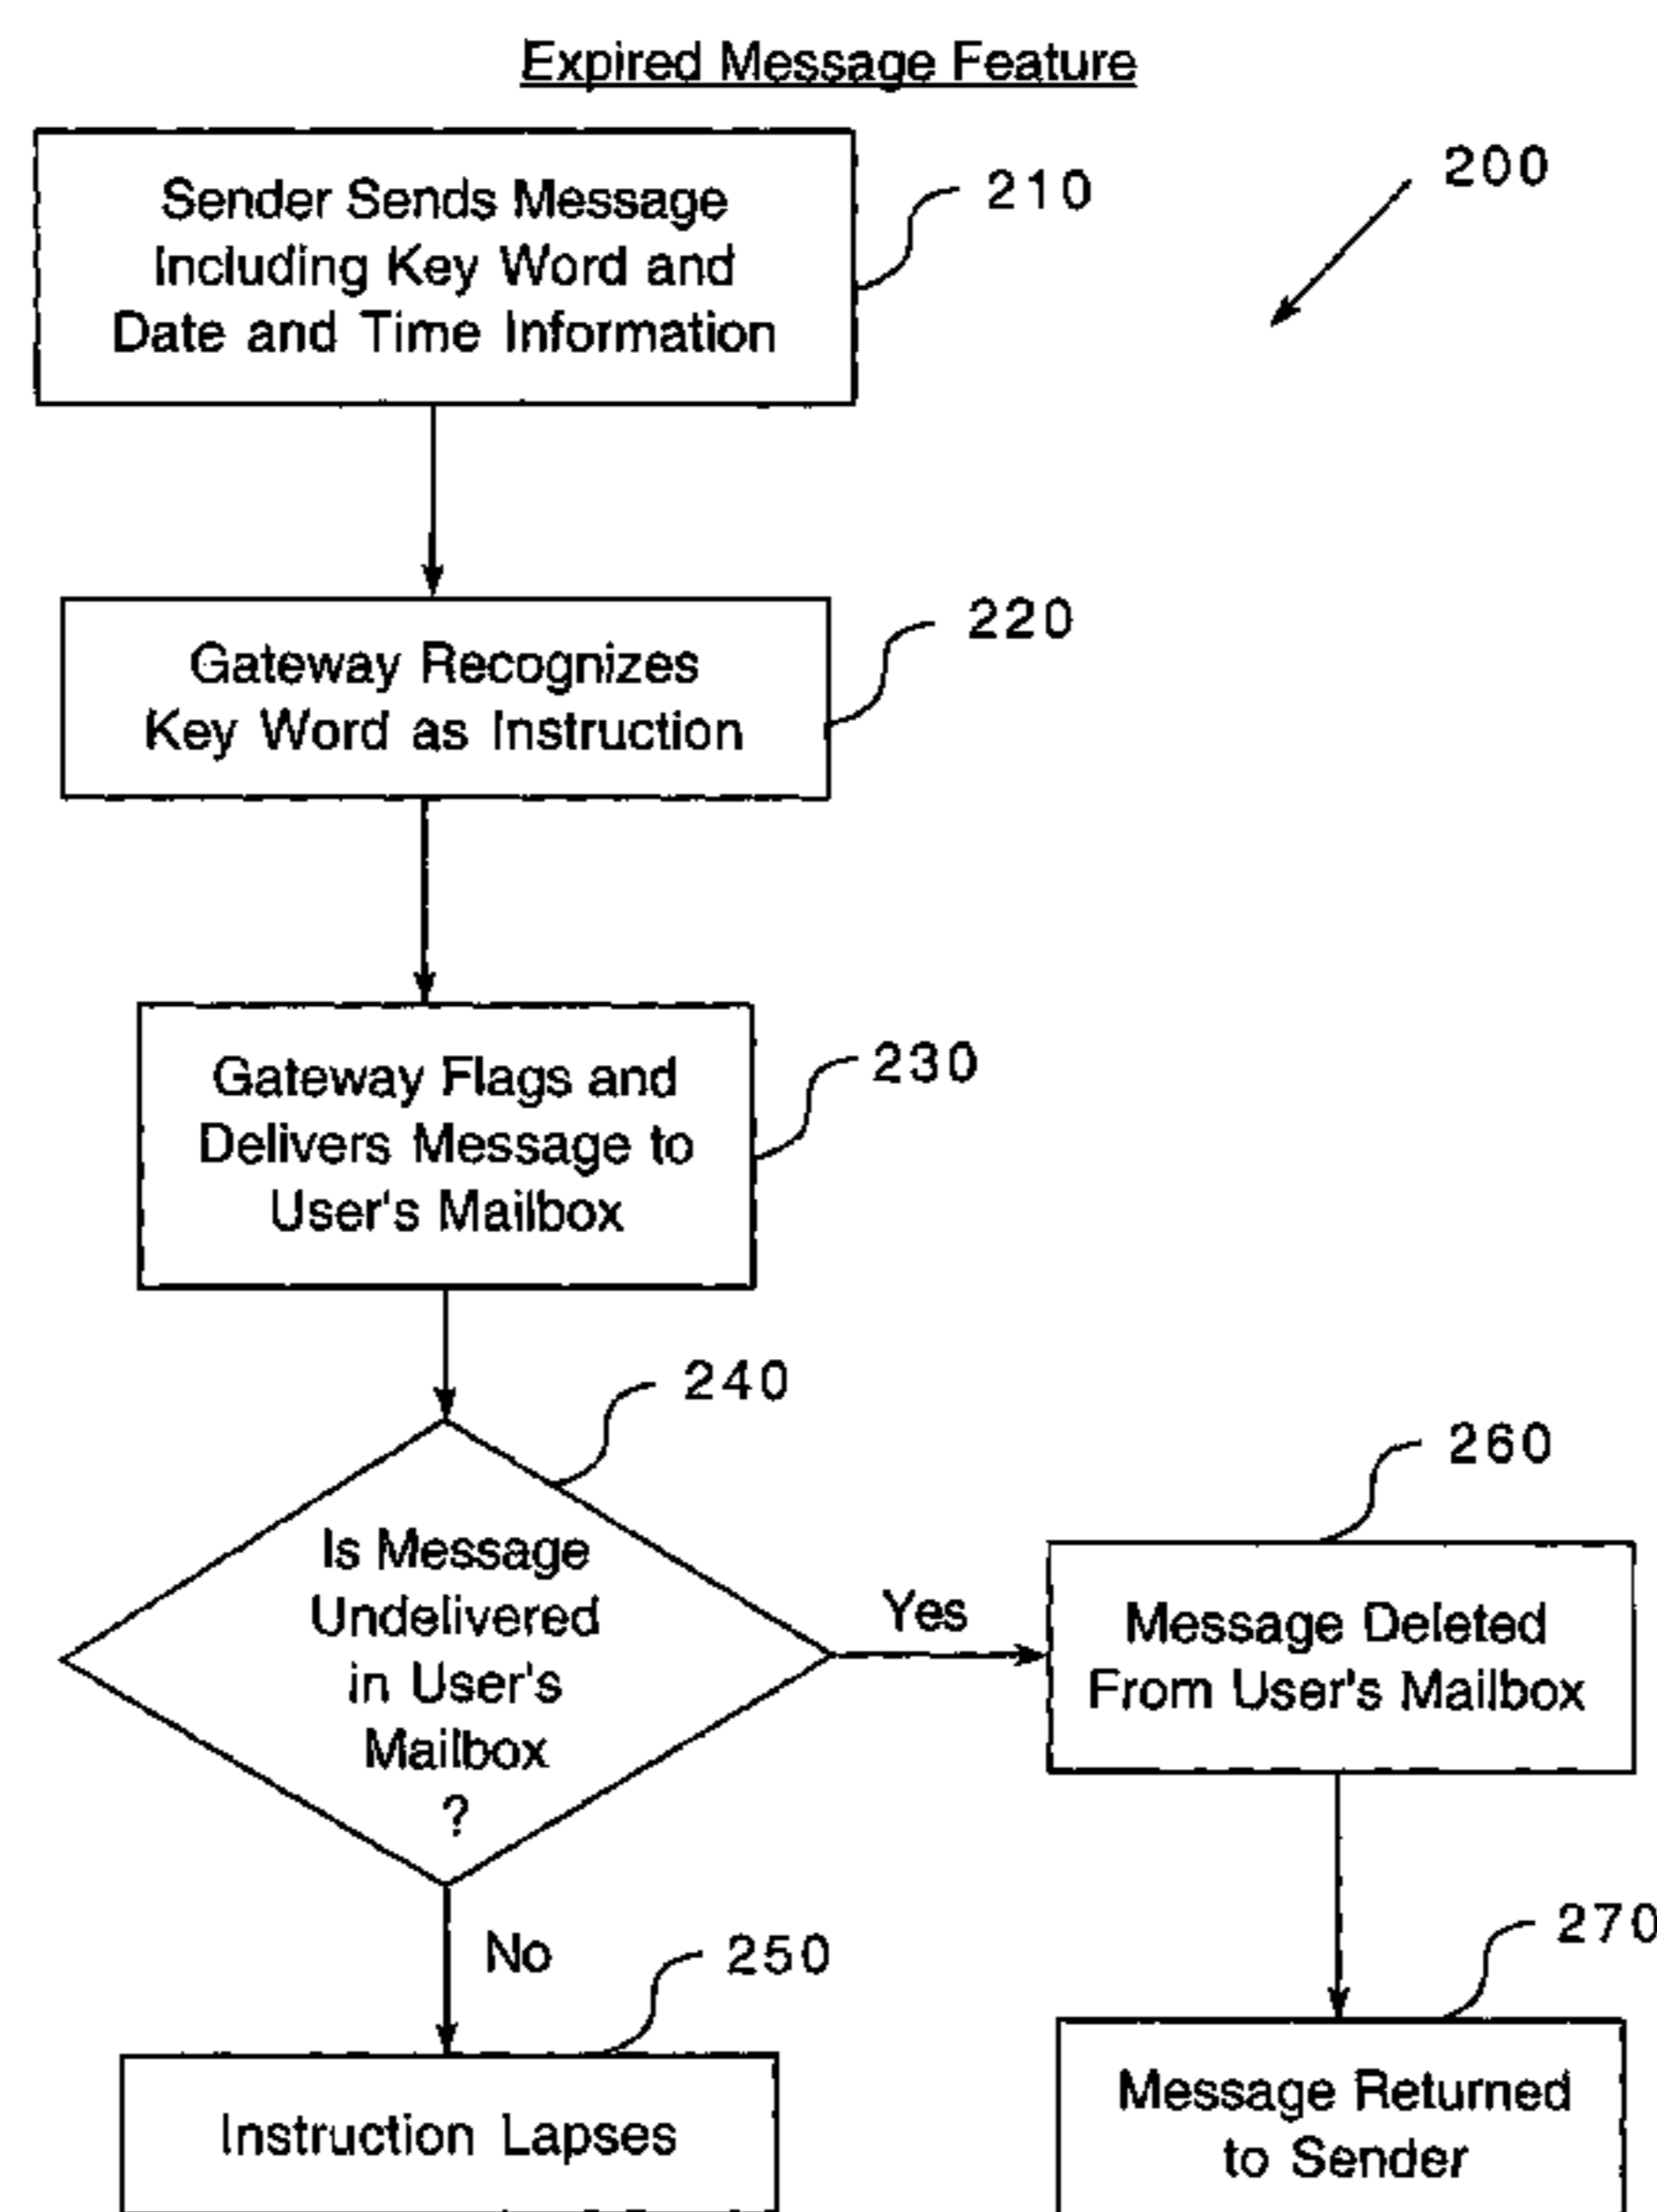 Expired Message Feature
200
Sender Sends Message
Including Key Word and
Date and Time Information
210
Gateway Recognizes
Key Word as Instruction
220
Gateway Flags and
Delivers Message to
User's Mailbox
230
240
Is Message
Undelivered
in User's
Mailbox
?
Yes
260
Message Deleted
From User's Mailbox
No
250
Instruction Lapses
270
Message Returned
to Sender